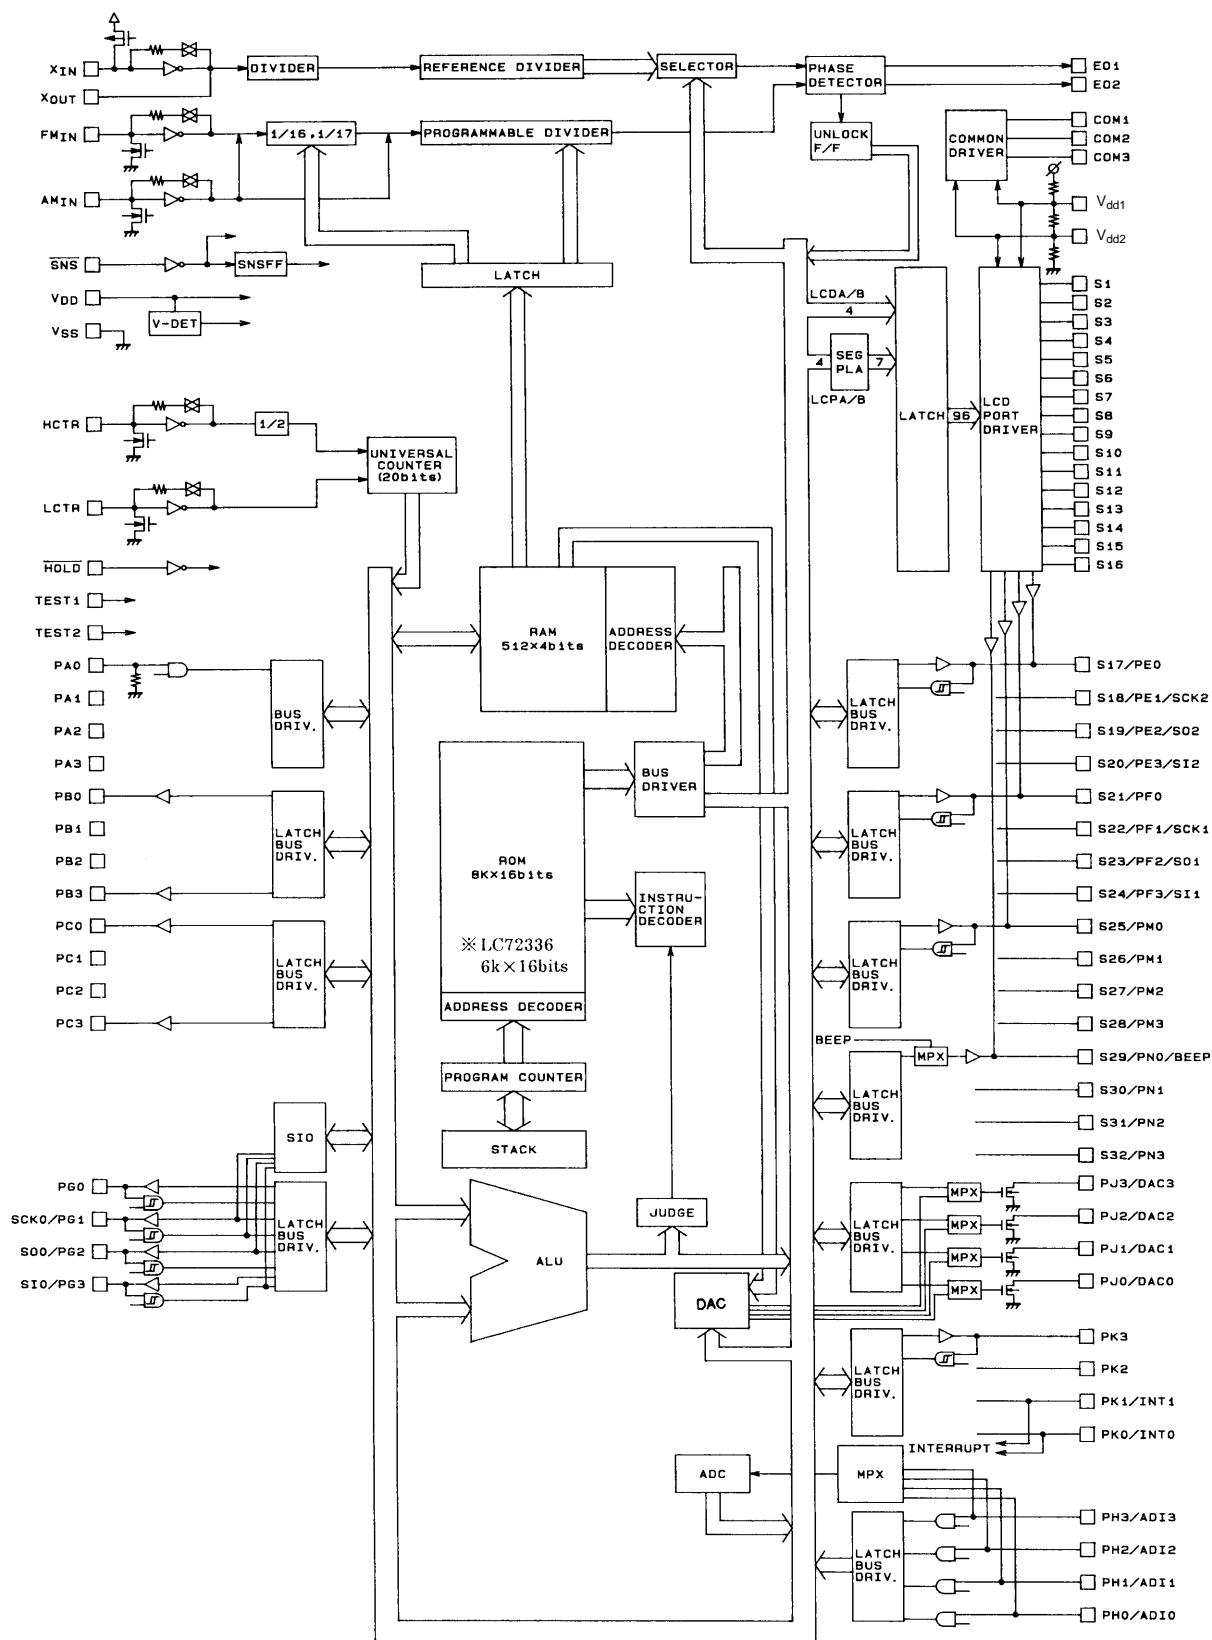 XIN
XOUT
FMIN
AMIN
SNS
VDD
VSS
HCTR
LCTR
HOLD
TEST1
TEST2
PA0
PA1
PA2
PA3
PB0
PB1
PB2
PB3
PC0
PC1
PC2
PC3
PG0
SCK0/PG1
SO0/PG2
SI0/PG3
DIVIDER
REFERENCE DIVIDER
SELECTOR
PHASE
DETECTOR
1/16,1/17
PROGRAMMABLE DIVIDER
UNLOCK
F/F
COMMON
DRIVER
SNSFF
V-DET
LATCH
1/2
UNIVERSAL
COUNTER
(20bits)
LCDA/B
4
SEG
PLA
4
7
LCPA/B
LATCH
96
LCD
PORT
DRIVER
RAM
512×4bits
ADDRESS
DECODER
BUS
DRIV.
LATCH
BUS
DRIV.
LATCH
BUS
DRIV.
SIO
LATCH
BUS
DRIV.
ROM
8K×16bits
※LC72336
6k×16bits
ADDRESS DECODER
BUS
DRIVER
INSTRU-
CTION
DECODER
PROGRAM COUNTER
STACK
JUDGE
ALU
DAC
ADC
LATCH
BUS
DRIV.
LATCH
BUS
DRIV.
LATCH
BUS
DRIV.
BEEP
MPX
LATCH
BUS
DRIV.
LATCH
BUS
DRIV.
MPX
MPX
MPX
MPX
LATCH
BUS
DRIV.
INTERRUPT
MPX
LATCH
BUS
DRIV.
EO1
EO2
COM1
COM2
COM3
Vdd1
Vdd2
S1
S2
S3
S4
S5
S6
S7
S8
S9
S10
S11
S12
S13
S14
S15
S16
S17/PE0
S18/PE1/SCK2
S19/PE2/SO2
S20/PE3/SI2
S21/PF0
S22/PF1/SCK1
S23/PF2/SO1
S24/PF3/SI1
S25/PM0
S26/PM1
S27/PM2
S28/PM3
S29/PN0/BEEP
S30/PN1
S31/PN2
S32/PN3
PJ3/DAC3
PJ2/DAC2
PJ1/DAC1
PJ0/DAC0
PK3
PK2
PK1/INT1
PK0/INT0
PH3/ADI3
PH2/ADI2
PH1/ADI1
PH0/ADI0